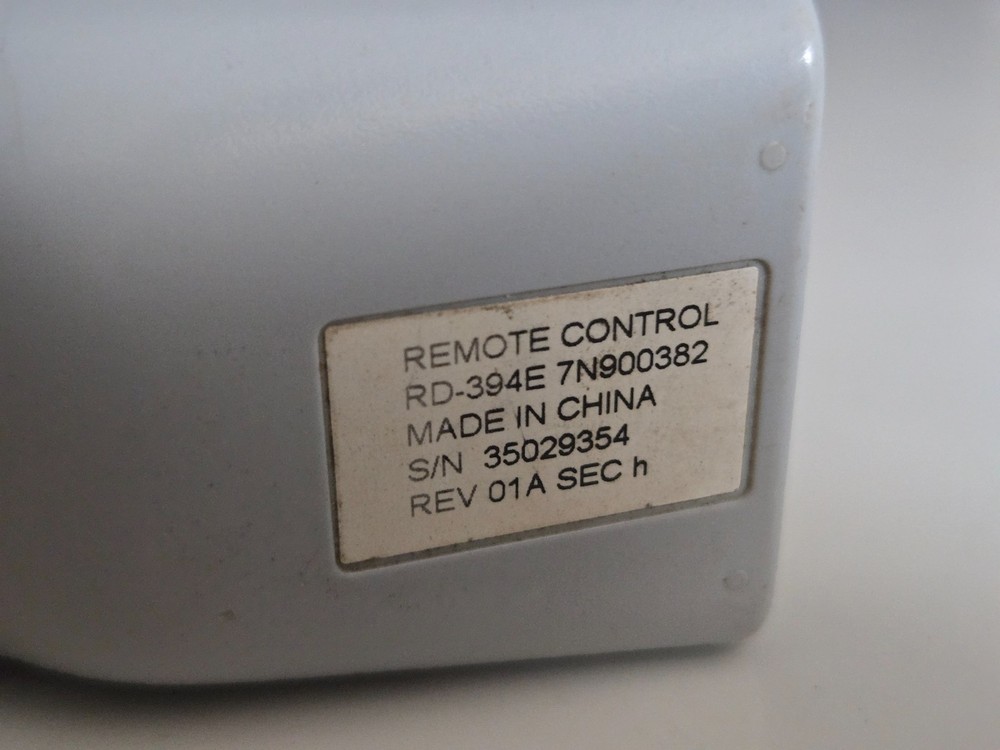 REMOTE CONTROL
RD-394E 7N900382
MADE IN CHINA
S/N 35029354
REV 01A SEC h